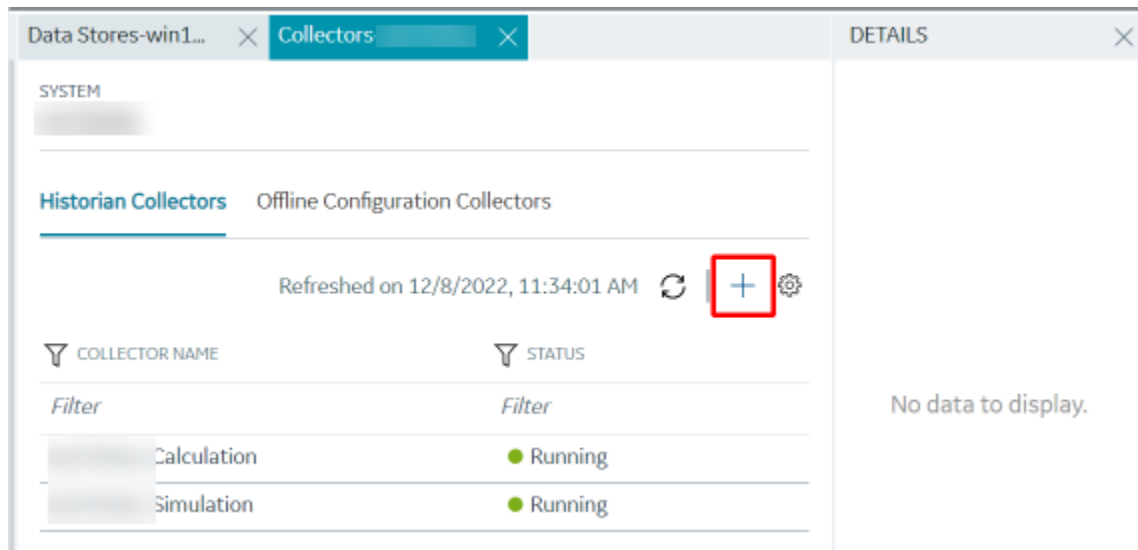 Data Stores-win1...
Collectors-
DETAILS
SYSTEM
Historian Collectors
Offline Configuration Collectors
Refreshed on 12/8/2022, 11:34:01 AM
COLLECTOR NAME
STATUS
Filter
Filter
No data to display.
Calculation
Running
Simulation
Running